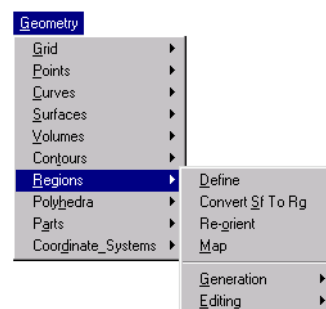 Geometry
Grid
Points
Curves
Surfaces
Volumes
Contours
Regions
Polyhedra
Parts
Coordinate_Systems
Define
Convert Sf To Rg
Re-orient
Map
Generation
Editing